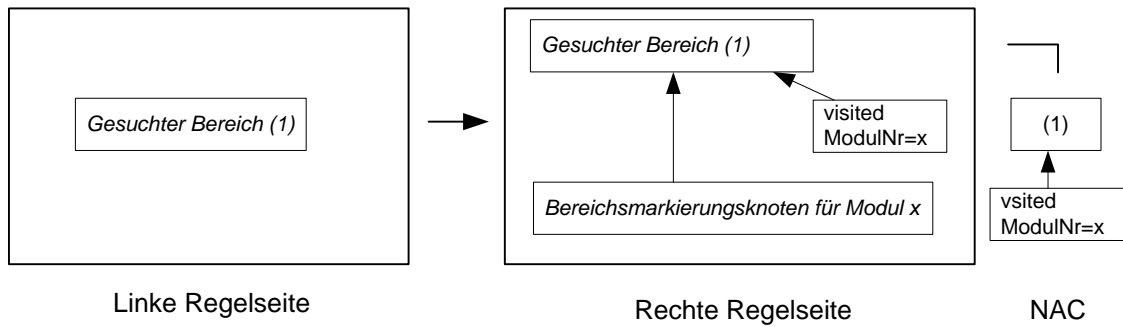 Gesuchter Bereich (1)
Gesuchter Bereich (1)
visited
ModulNr=x
Bereichsmarkierungsknoten für Modul x
(1)
vsited
ModulNr=x
Linke Regelseite
Rechte Regelseite
NAC